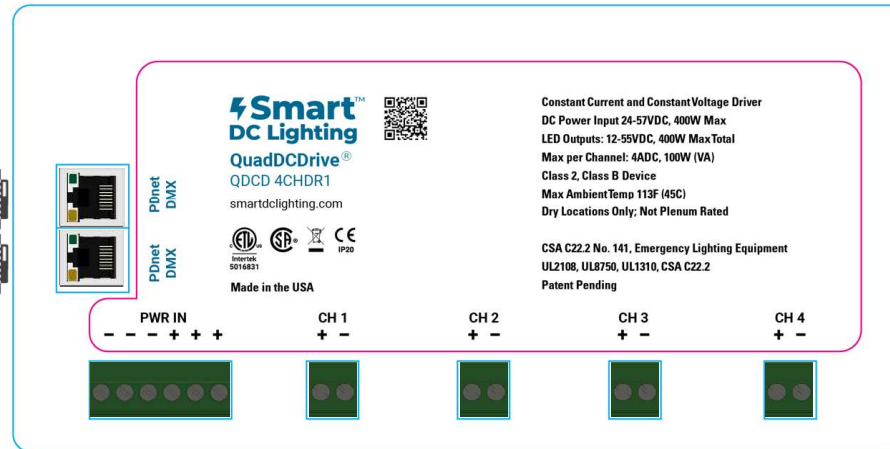 Smart™
DC Lighting
QuadDCDrive®
QDCD 4CHDR1
smartdclighting.com
ETL
c us
Intertek
5016831
SA®
CE
IP20
Made in the USA
Constant Current and Constant Voltage Driver
DC Power Input 24-57VDC, 400W Max
LED Outputs: 12-55VDC, 400W Max Total
Max per Channel: 4ADC, 100W (VA)
Class 2, Class B Device
Max Ambient Temp 113F (45C)
Dry Locations Only; Not Plenum Rated
CSA C22.2 No. 141, Emergency Lighting Equipment
UL2108, UL8750, UL1310, CSA C22.2
Patent Pending
PDnet
DMX
PDnet
DMX
PWR IN
− − − + + +
CH 1
+ −
CH 2
+ −
CH 3
+ −
CH 4
+ −